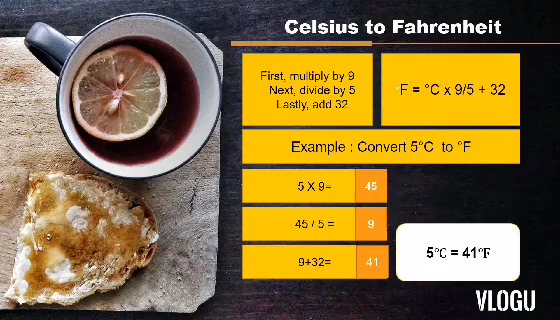 Celsius to Fahrenheit
First, multiply by 9
Next, divide by 5
Lastly, add 32
°F = °C x 9/5 + 32
Example : Convert 5°C to °F
5 X 9= 45
45 / 5 = 9
9+32= 41
5℃ = 41℉
VLOGU